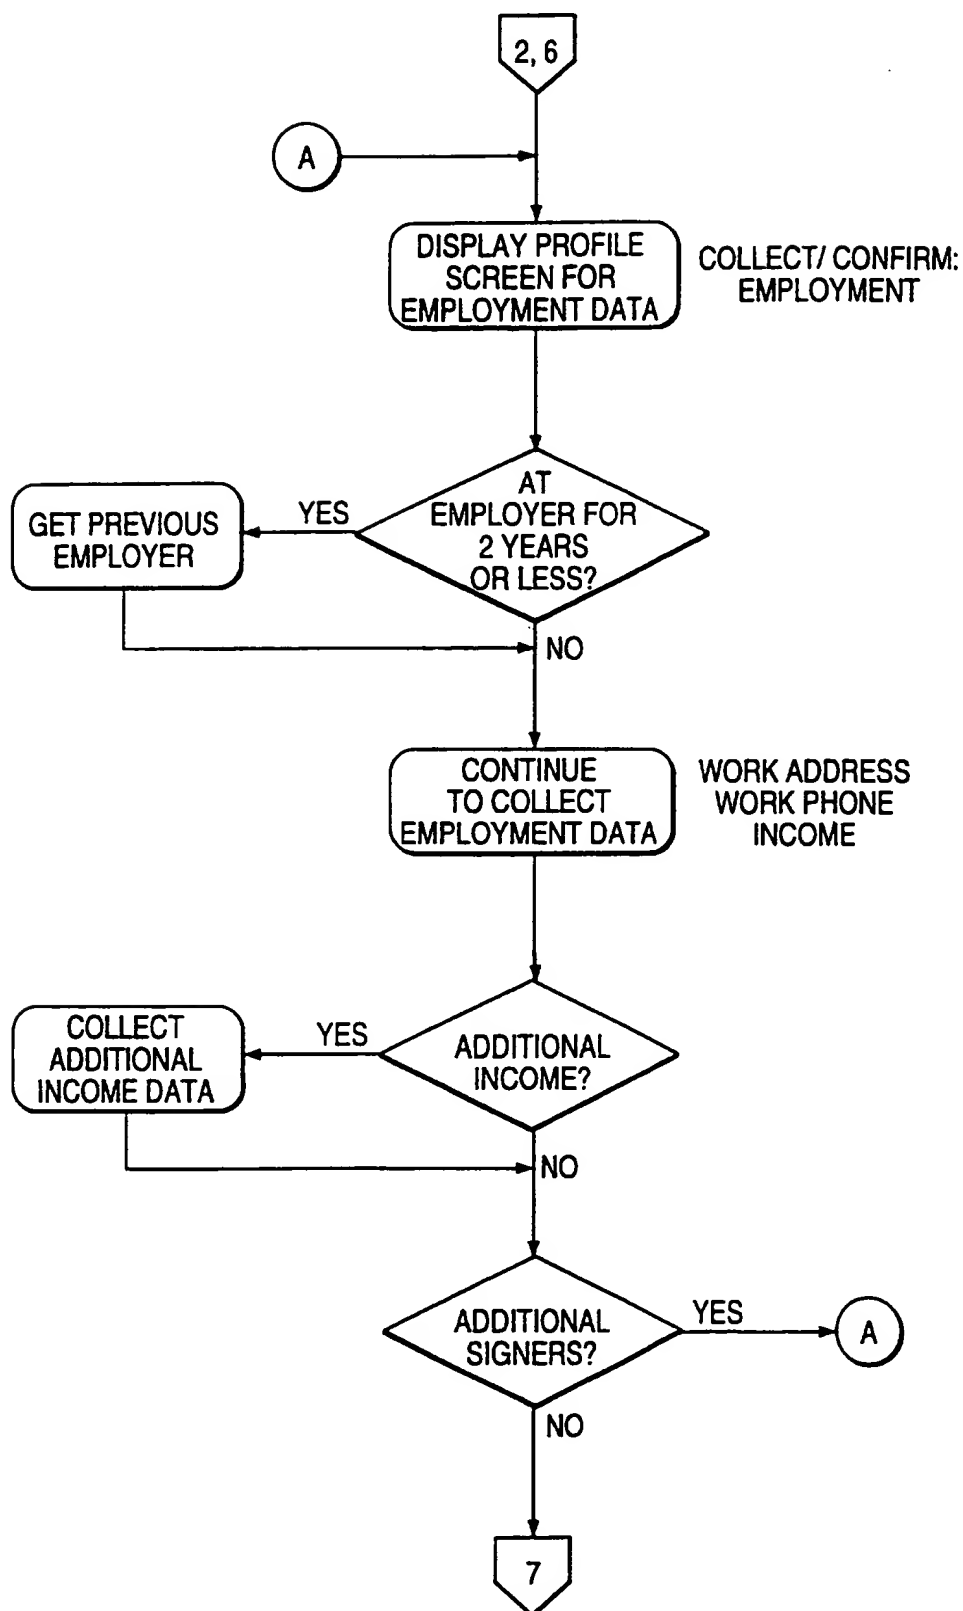 2, 6
A
DISPLAY PROFILE
SCREEN FOR
EMPLOYMENT DATA
COLLECT/ CONFIRM:
EMPLOYMENT
AT
EMPLOYER FOR
2 YEARS
OR LESS?
YES
GET PREVIOUS
EMPLOYER
NO
CONTINUE
TO COLLECT
EMPLOYMENT DATA
WORK ADDRESS
WORK PHONE
INCOME
ADDITIONAL
INCOME?
YES
COLLECT
ADDITIONAL
INCOME DATA
NO
ADDITIONAL
SIGNERS?
YES
A
NO
7